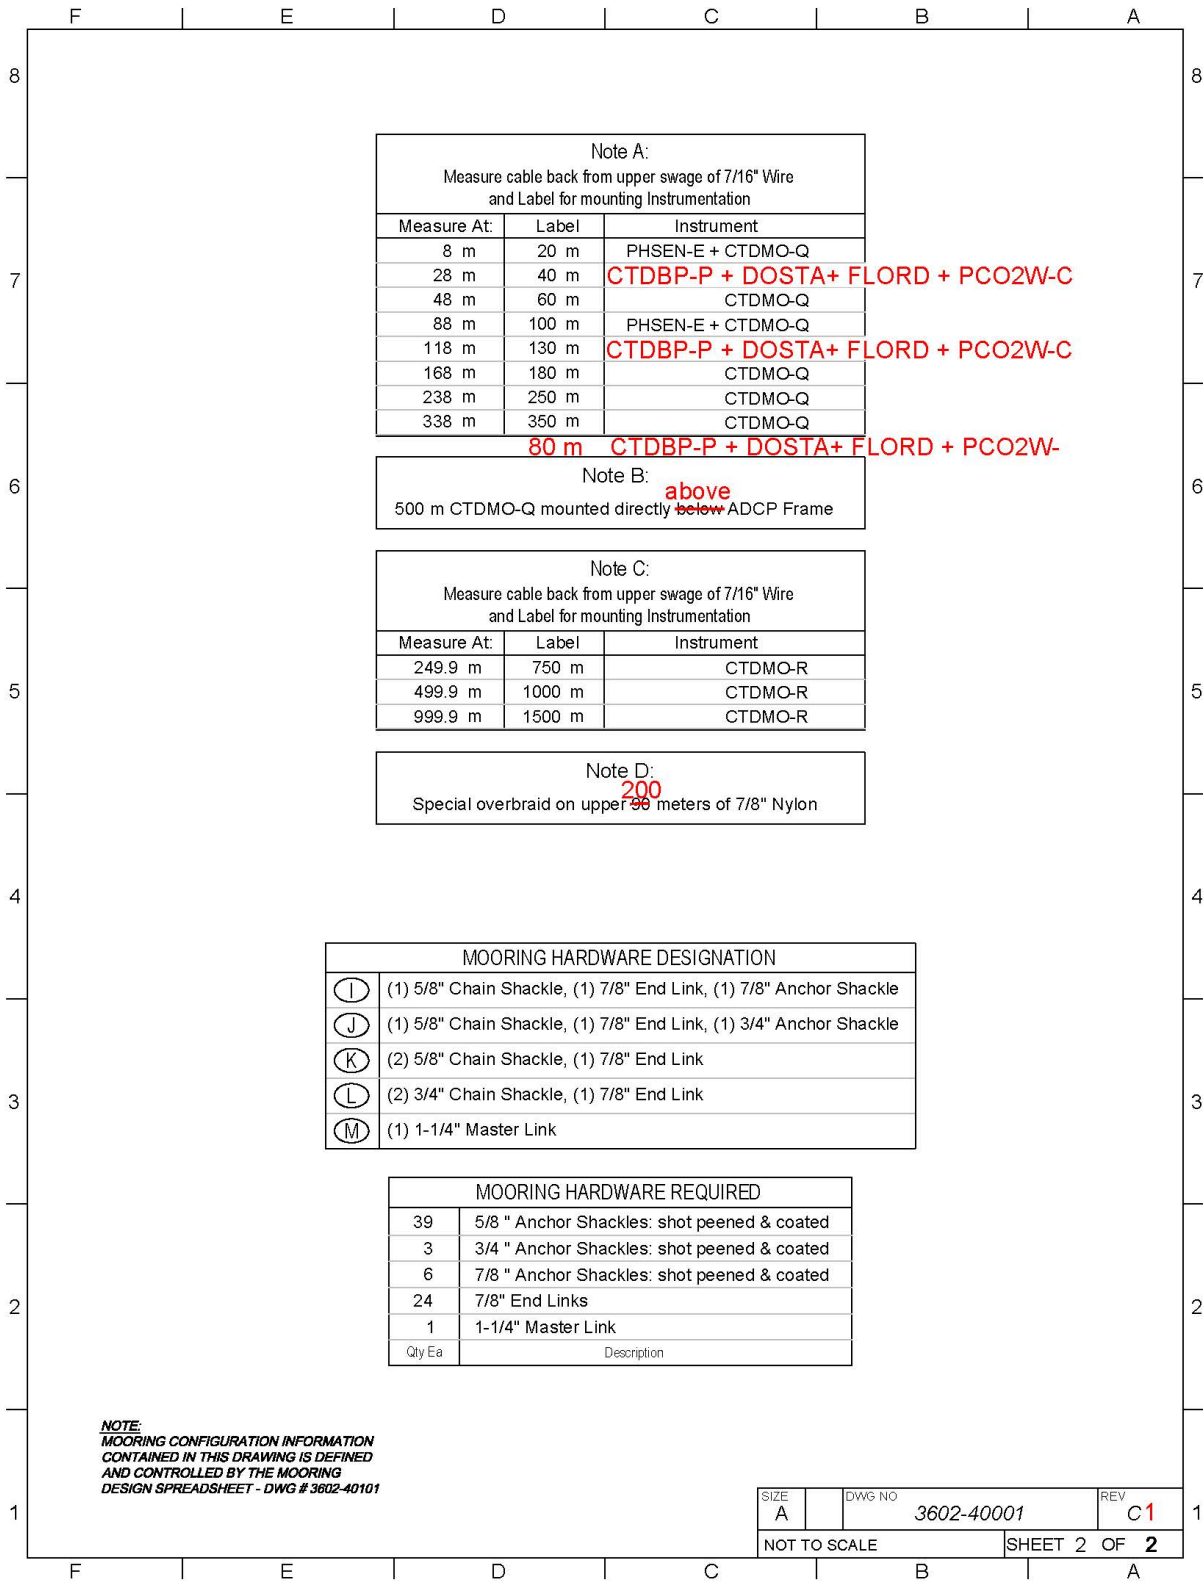 F E D C B A
8 8
Note A:
Measure cable back from upper swage of 7/16" Wire
and Label for mounting Instrumentation
Measure At: Label Instrument
8 m 20 m PHSEN-E + CTDMO-Q
7 28 m 40 m CTDBP-P + DOSTA+ FLORD + PCO2W-C 7
48 m 60 m CTDMO-Q
88 m 100 m PHSEN-E + CTDMO-Q
118 m 130 m CTDBP-P + DOSTA+ FLORD + PCO2W-C
168 m 180 m CTDMO-Q
238 m 250 m CTDMO-Q
338 m 350 m CTDMO-Q
80 m CTDBP-P + DOSTA+ FLORD + PCO2W-
Note B:
6 6
above
500 m CTDMO-Q mounted directly below ADCP Frame
Note C:
Measure cable back from upper swage of 7/16" Wire
and Label for mounting Instrumentation
Measure At: Label Instrument
249.9 m 750 m CTDMO-R
5 499.9 m 1000 m CTDMO-R 5
999.9 m 1500 m CTDMO-R
Note D:
200
Special overbraid on upper 90 meters of 7/8" Nylon
4 4
MOORING HARDWARE DESIGNATION
I (1) 5/8" Chain Shackle, (1) 7/8" End Link, (1) 7/8" Anchor Shackle
J (1) 5/8" Chain Shackle, (1) 7/8" End Link, (1) 3/4" Anchor Shackle
K (2) 5/8" Chain Shackle, (1) 7/8" End Link
3 L (2) 3/4" Chain Shackle, (1) 7/8" End Link 3
M (1) 1-1/4" Master Link
MOORING HARDWARE REQUIRED
39 5/8 " Anchor Shackles: shot peened & coated
3 3/4 " Anchor Shackles: shot peened & coated
6 7/8 " Anchor Shackles: shot peened & coated
2 24 7/8" End Links 2
1 1-1/4" Master Link
Qty Ea Description
NOTE:
MOORING CONFIGURATION INFORMATION
CONTAINED IN THIS DRAWING IS DEFINED
AND CONTROLLED BY THE MOORING
DESIGN SPREADSHEET - DWG # 3602-40101
SIZE DWG NO REV
1 A 3602-40001 C1 1
NOT TO SCALE SHEET 2 OF 2
F E D C B A